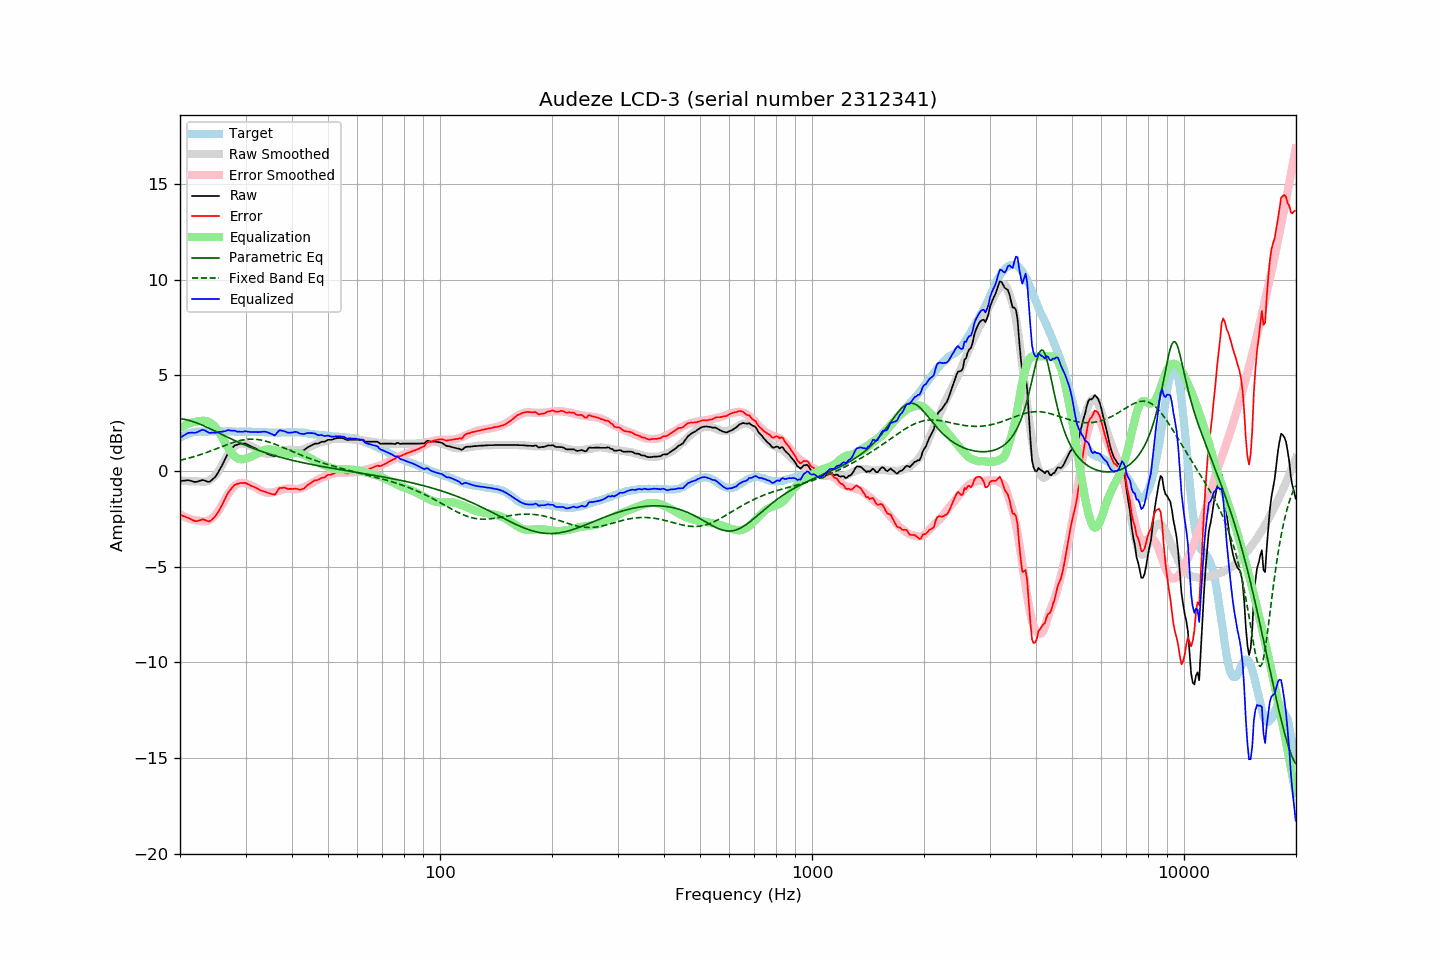 Audeze LCD-3 (serial number 2312341)
Target
Raw Smoothed
Error Smoothed
Raw
Error
Equalization
Parametric Eq
Fixed Band Eq
Equalized
15
10
5
0
−5
−10
−15
−20
Amplitude (dBr)
100
1000
10000
Frequency (Hz)